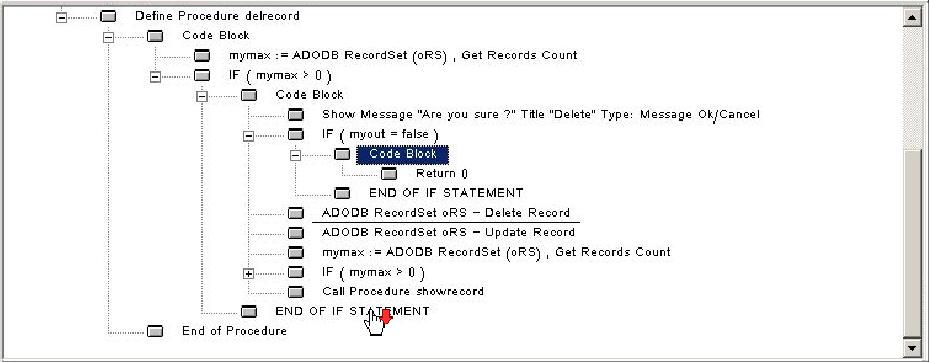 Define Procedure delrecord
Code Block
mymax := ADODB RecordSet (oRS) , Get Records Count
IF ( mymax > 0 )
Code Block
Show Message "Are you sure ?" Title "Delete" Type: Message Ok/Cancel
IF ( myout = false )
Code Block
Return 0
END OF IF STATEMENT
ADODB RecordSet oRS - Delete Record
ADODB RecordSet oRS - Update Record
mymax := ADODB RecordSet (oRS) , Get Records Count
IF ( mymax > 0 )
Call Procedure showrecord
END OF IF STATEMENT
End of Procedure